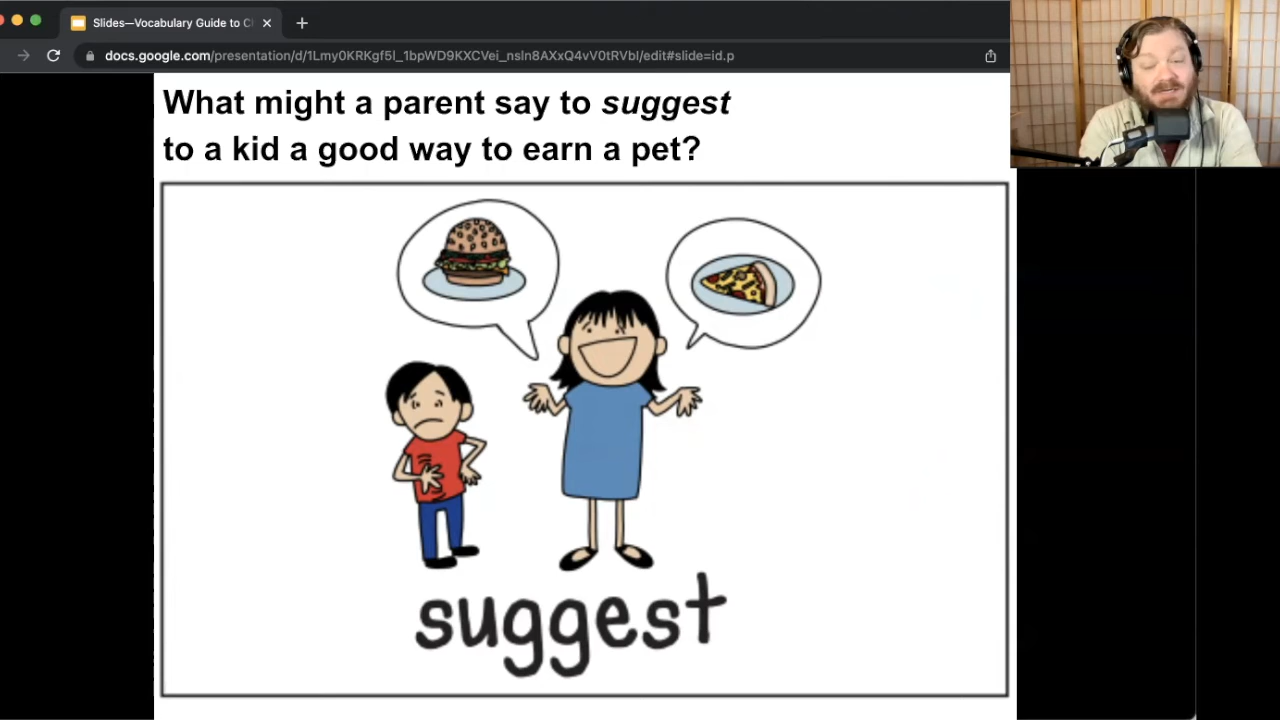 Slides—Vocabulary Guide to C
docs.google.com/presentation/d/1Lmy0KRKgf5I_1bpWD9KXCVei_nsln8AXxQ4vV0tRVbI/edit#slide=id.p
What might a parent say to suggest
to a kid a good way to earn a pet?
suggest